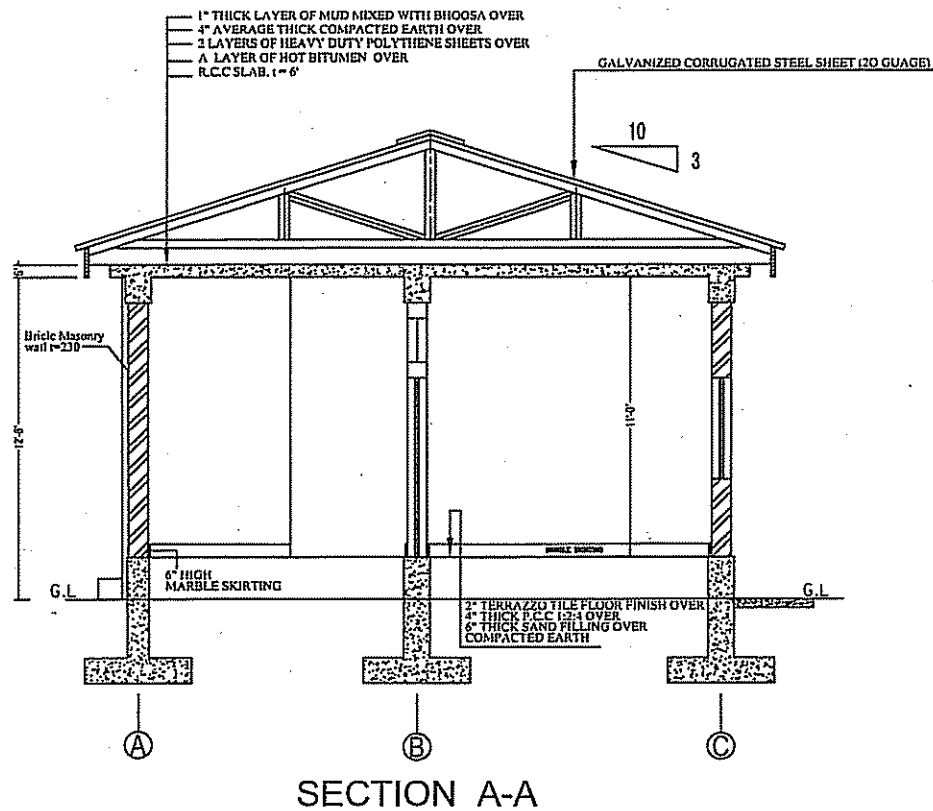 1" THICK LAYER OF MUD MIXED WITH BHOOSA OVER
4" AVERAGE THICK COMPACTED EARTH OVER
2 LAYERS OF HEAVY DUTY POLYTHENE SHEETS OVER
A LAYER OF HOT BITUMEN OVER
R.C.C SLAB. t = 6'
GALVANIZED CORRUGATED STEEL SHEET (20 GUAGE)
10
3
6"
Bricle Masonry
wall t=230
12'-6"
11'-0"
6" HIGH
MARBLE SKIRTING
MARBLE SKIRTING
G.L
G.L
2" TERRAZZO TILE FLOOR FINISH OVER
4" THICK P.C.C 1:2:4 OVER
6" THICK SAND FILLING OVER
COMPACTED EARTH
A
B
C
SECTION A-A